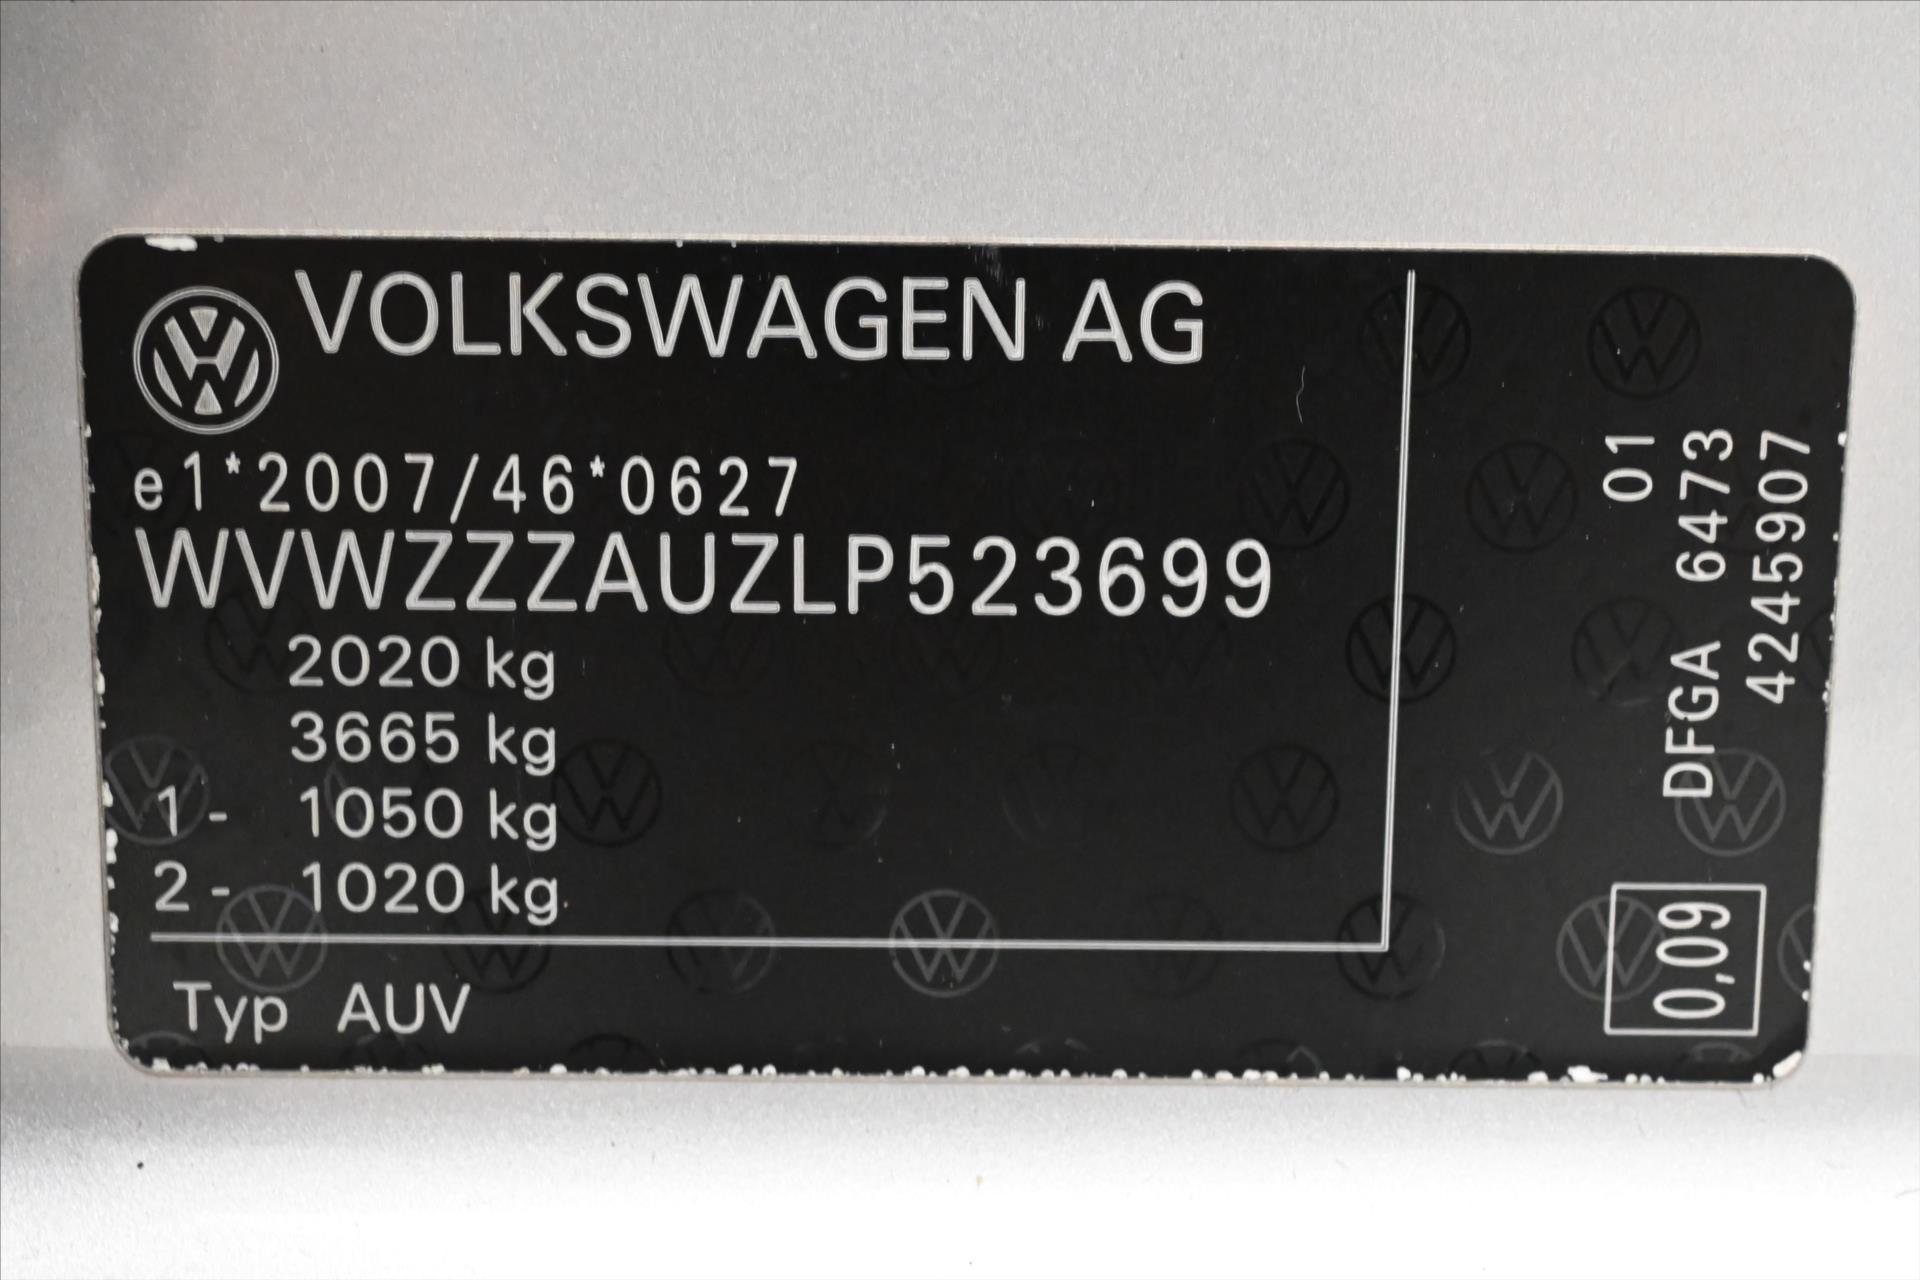 VOLKSWAGEN AG
e1*2007/46*0627
WVWZZZAUZLP523699
2020 kg
3665 kg
1 - 1050 kg
2 - 1020 kg
Typ AUV
01
DFGA 6473
4245907
0,09